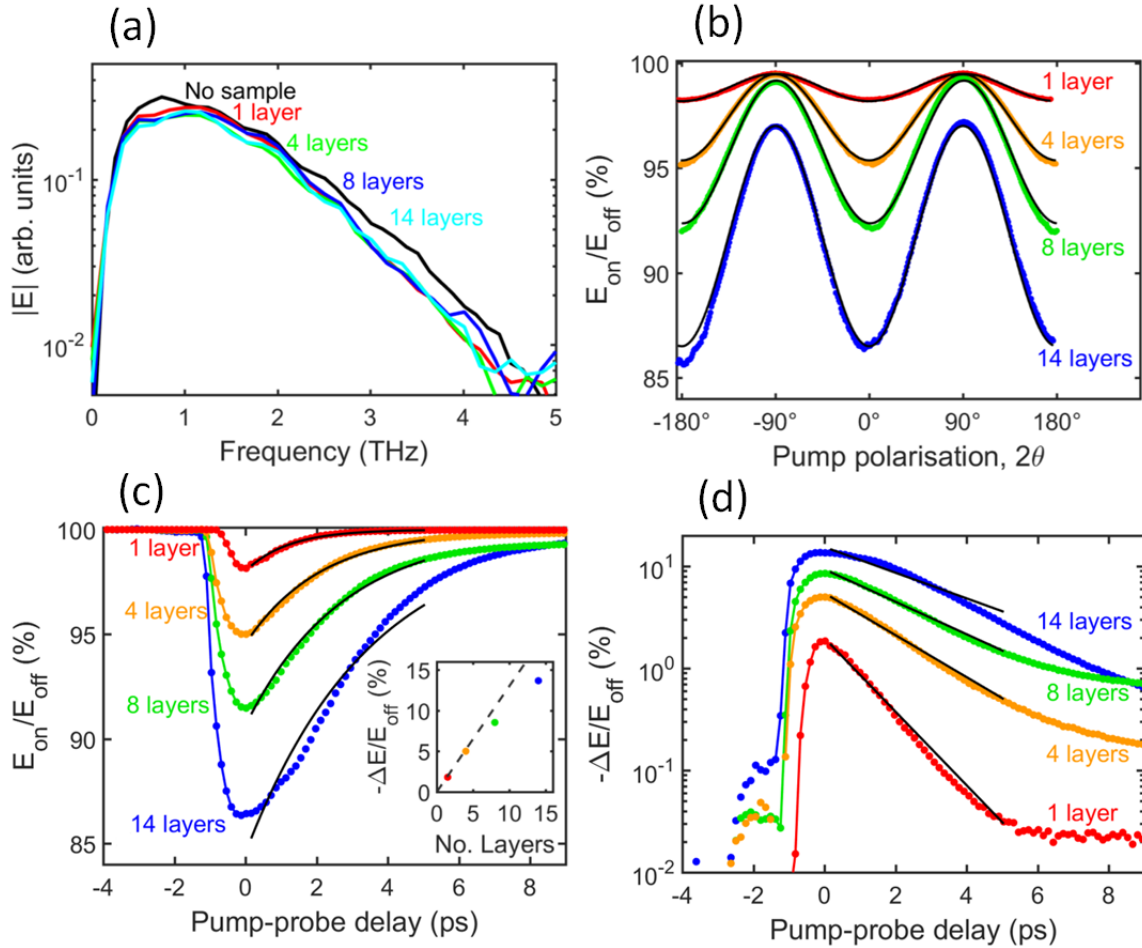 (a)
No sample
1 layer
4 layers
8 layers
14 layers
|E| (arb. units)
10⁻¹
10⁻²
0 1 2 3 4 5
Frequency (THz)
(b)
100
95
90
85
E_on/E_off (%)
1 layer
4 layers
8 layers
14 layers
-180° -90° 0° 90° 180°
Pump polarisation, 2θ
(c)
100
95
90
85
E_on/E_off (%)
1 layer
4 layers
8 layers
14 layers
15
10
5
0
-ΔE/E_off (%)
0 5 10 15
No. Layers
-4 -2 0 2 4 6 8
Pump-probe delay (ps)
(d)
10¹
10⁰
10⁻¹
10⁻²
-ΔE/E_off (%)
14 layers
8 layers
4 layers
1 layer
-4 -2 0 2 4 6 8
Pump-probe delay (ps)